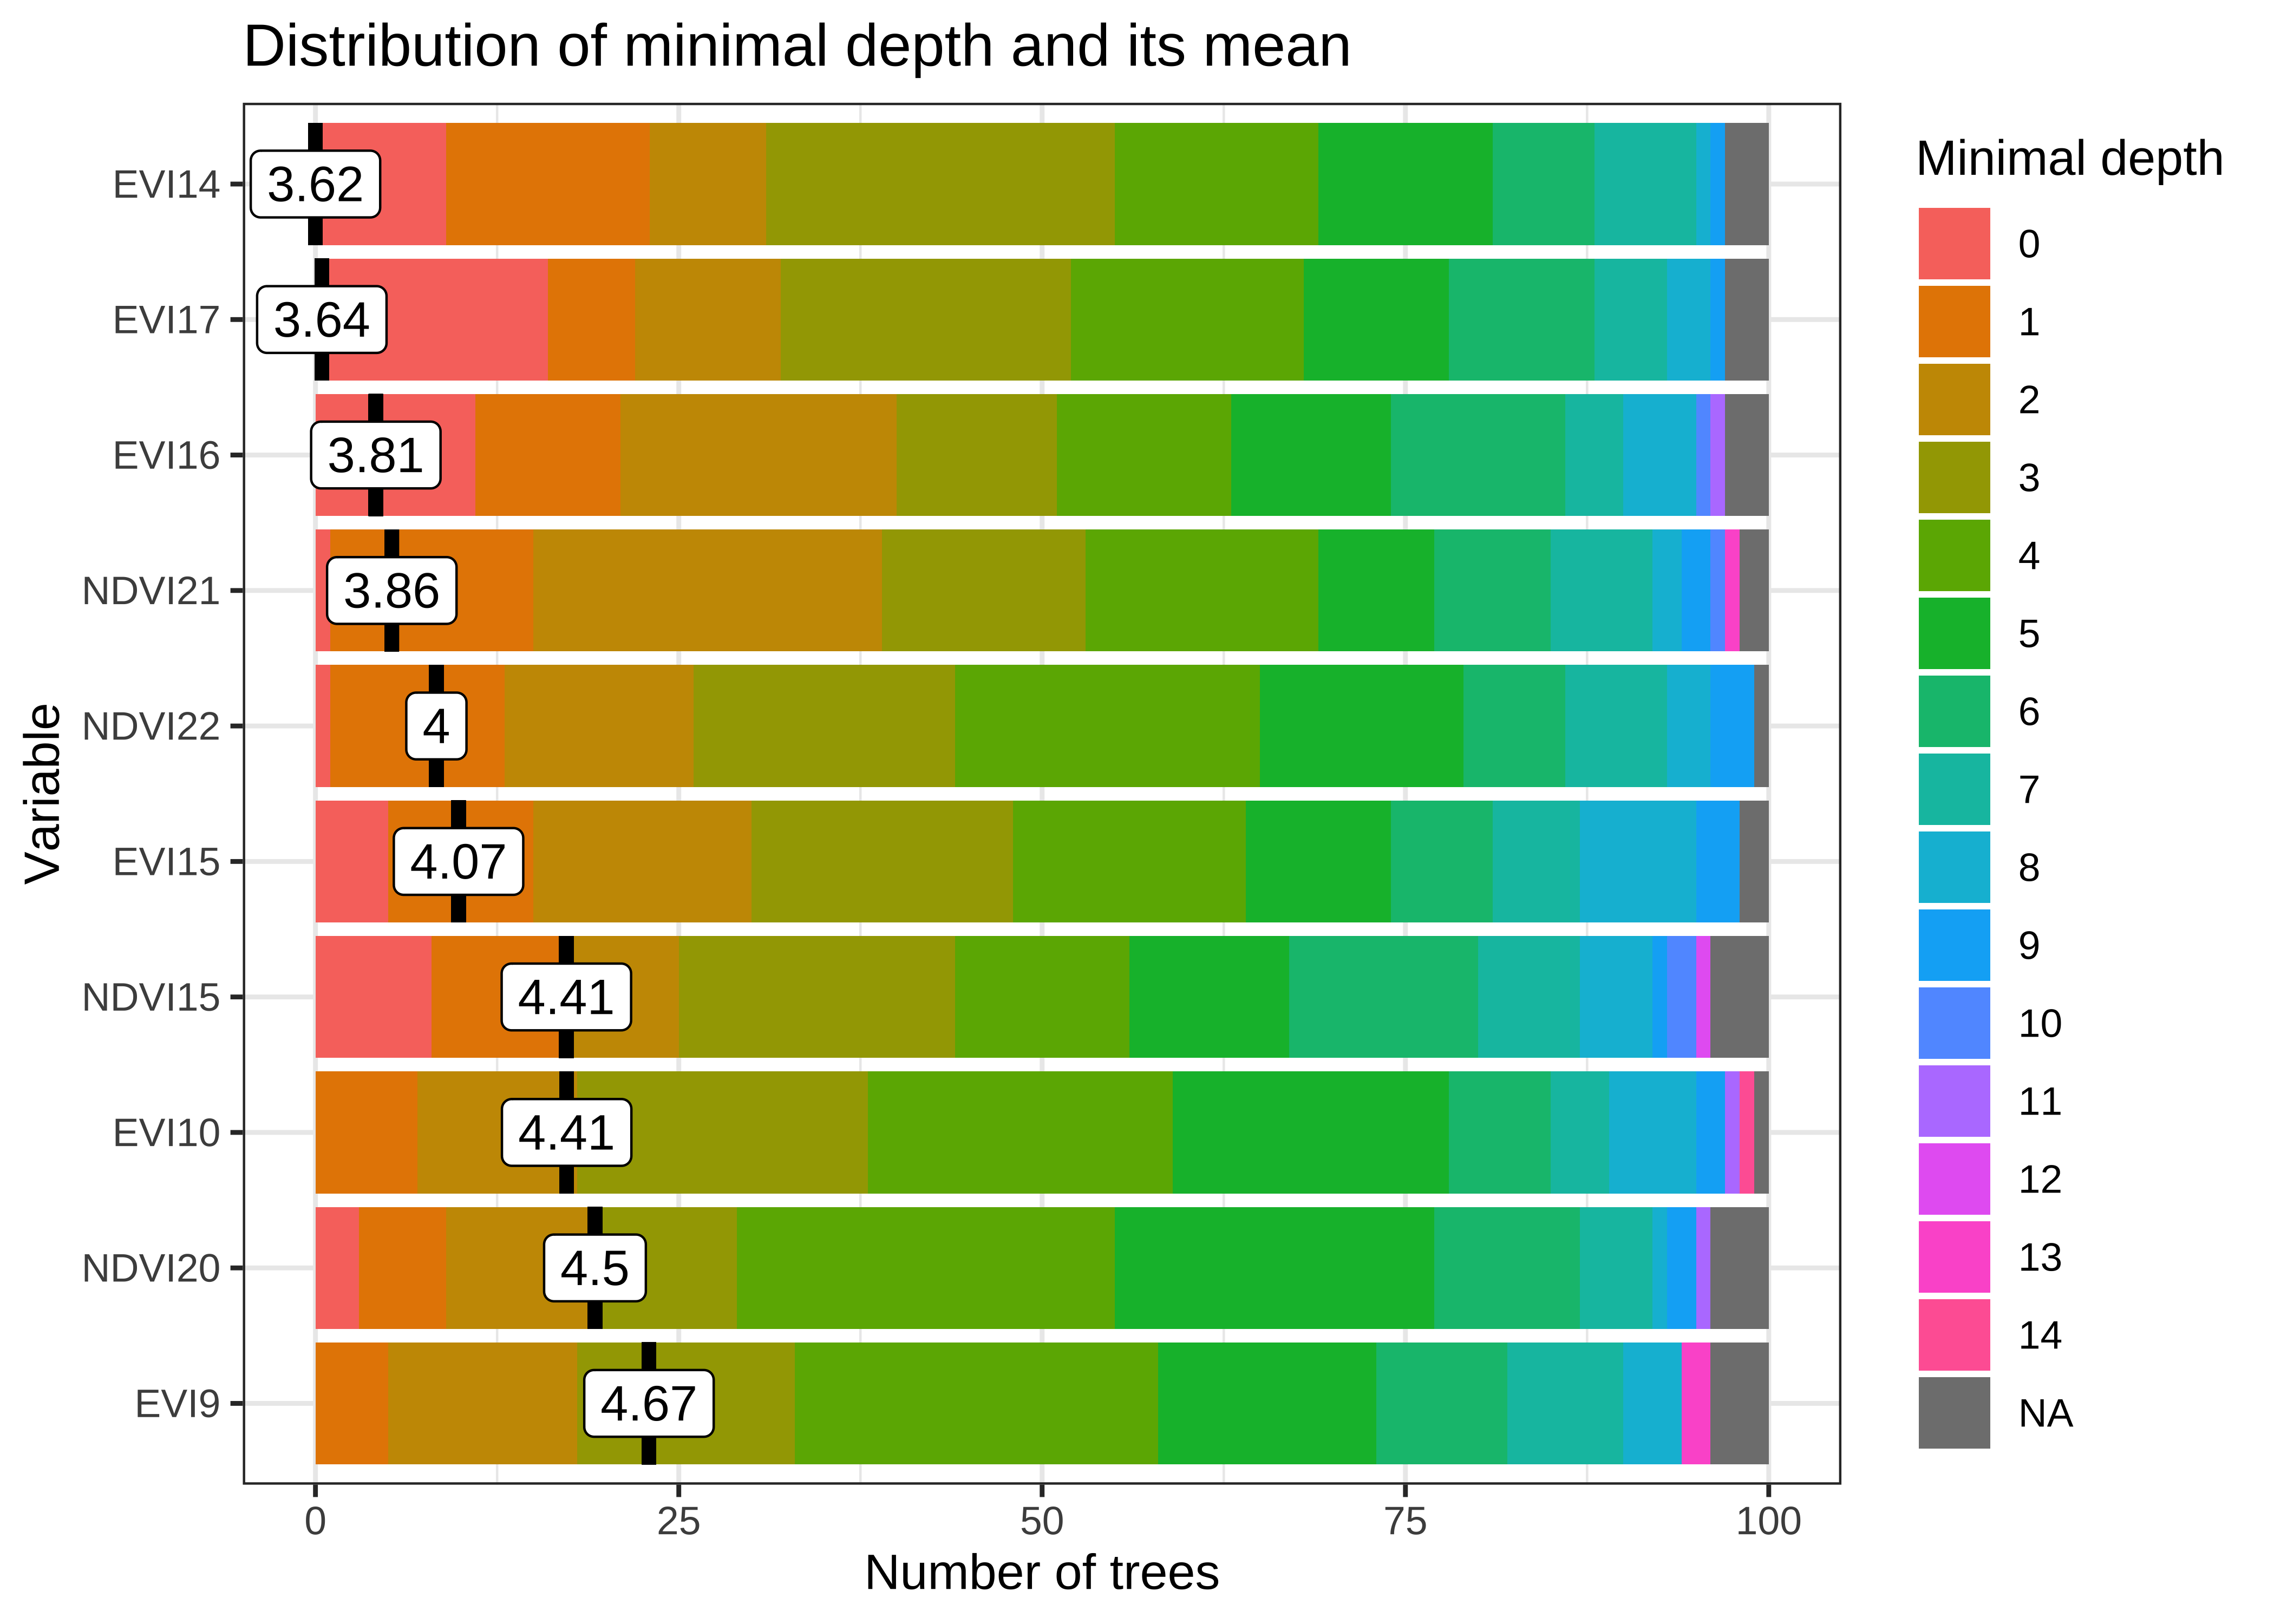 Distribution of minimal depth and its mean
EVI14
EVI17
EVI16
NDVI21
NDVI22
EVI15
NDVI15
EVI10
NDVI20
EVI9
Variable
3.62
3.64
3.81
3.86
4
4.07
4.41
4.41
4.5
4.67
0 25 50 75 100
Number of trees
Minimal depth
0
1
2
3
4
5
6
7
8
9
10
11
12
13
14
NA